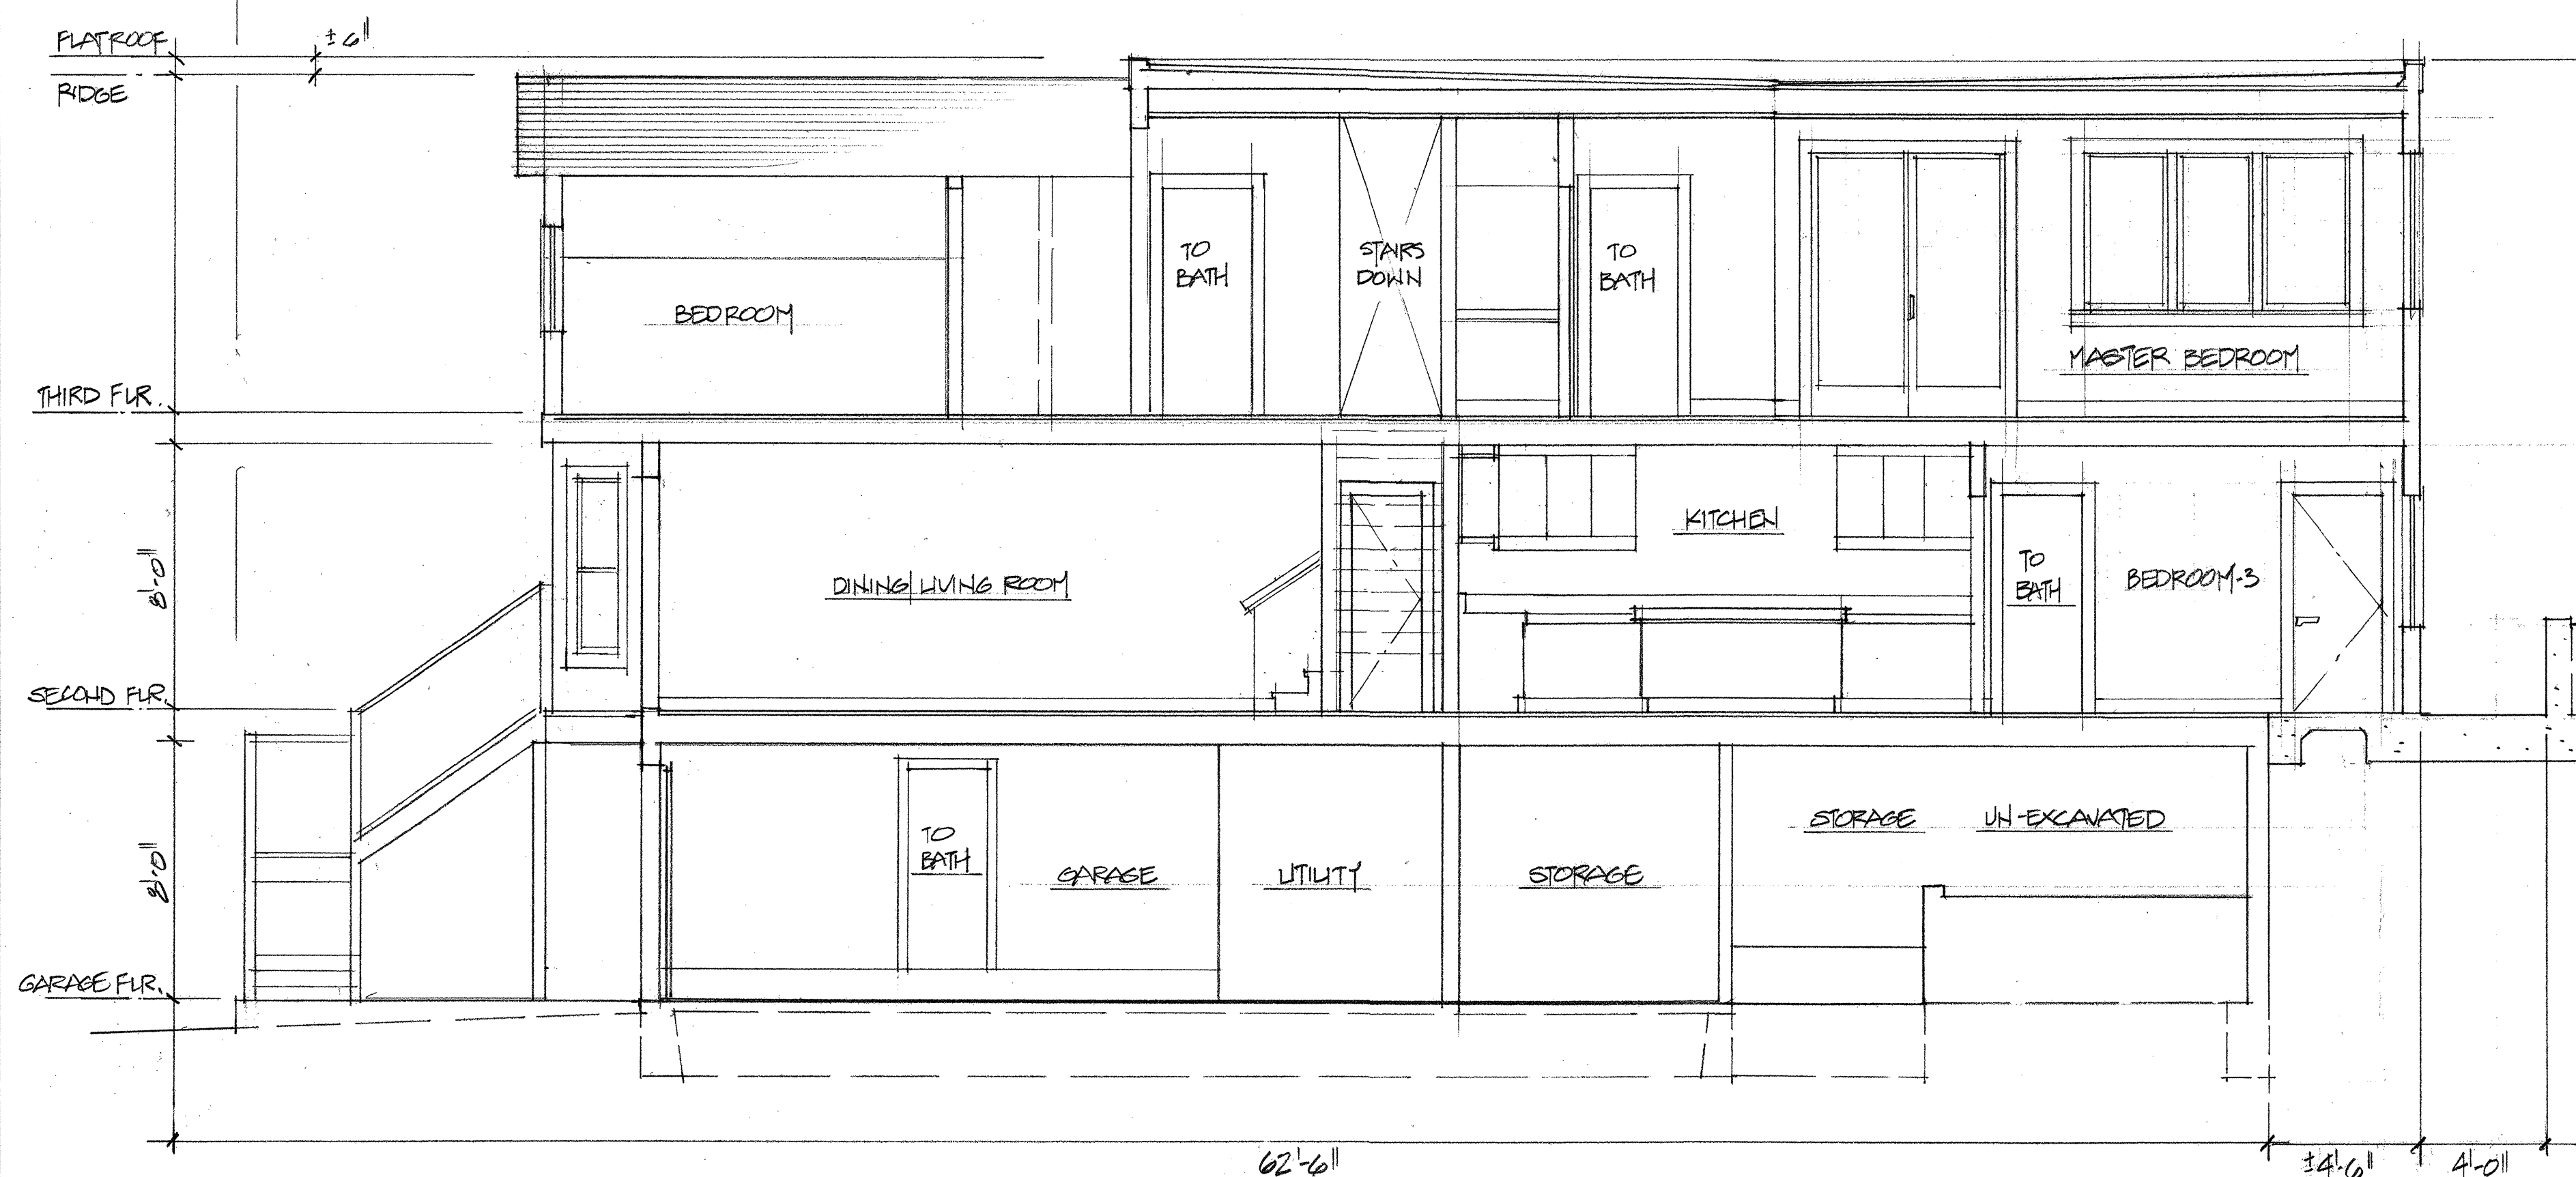 FLAT ROOF
±6"
RIDGE
TO
BATH
STAIRS
DOWN
TO
BATH
BEDROOM
MASTER BEDROOM
THIRD FLR.
KITCHEN
8'-0"
DINING/LIVING ROOM
TO
BATH
BEDROOM-3
SECOND FLR.
STORAGE
UN-EXCAVATED
TO
BATH
8'-0"
GARAGE
UTILITY
STORAGE
GARAGE FLR.
62'-6"
±4'-6"
4'-0"